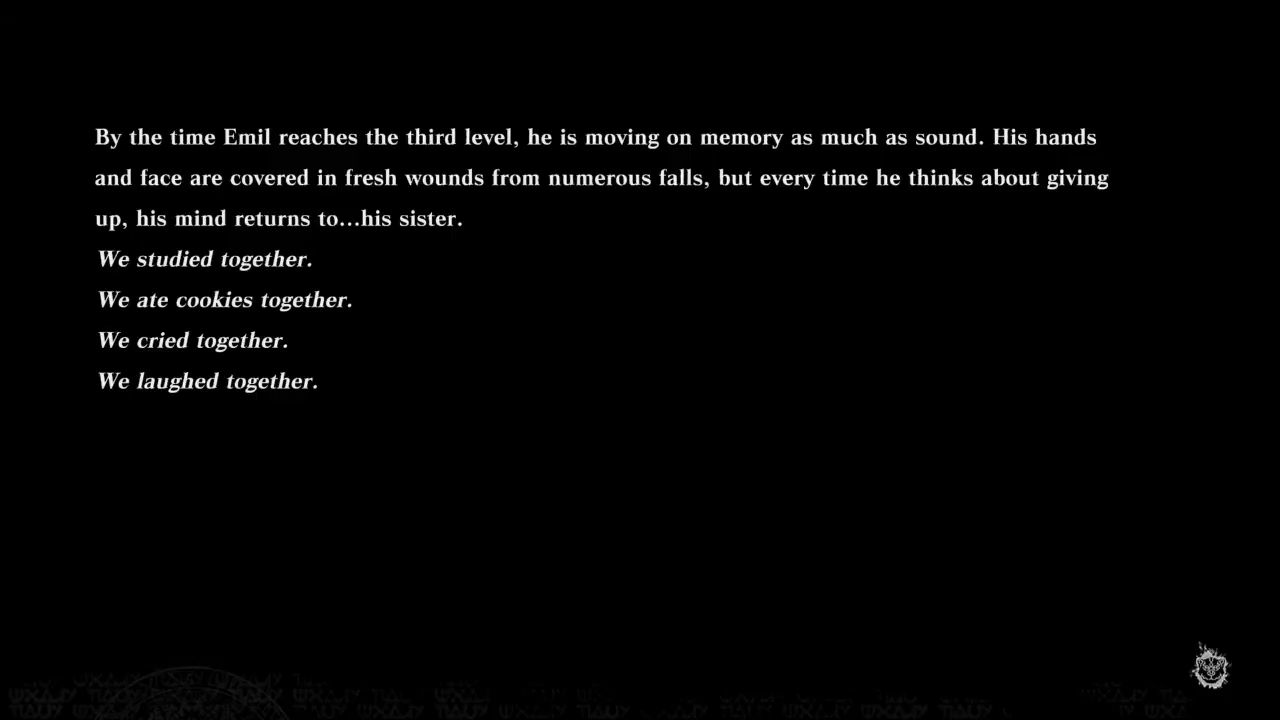 By the time Emil reaches the third level, he is moving on memory as much as sound. His hands
and face are covered in fresh wounds from numerous falls, but every time he thinks about giving
up, his mind returns to...his sister.
We studied together.
We ate cookies together.
We cried together.
We laughed together.